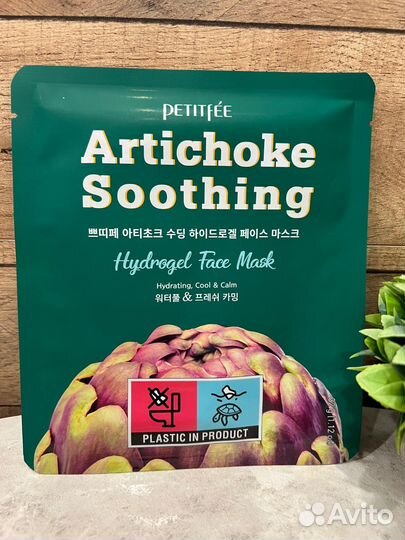 PETITFÉE
Artichoke
Soothing
쁘띠페 아티초크 수딩 하이드로겔 페이스 마스크
Hydrogel Face Mask
Hydrating, Cool & Calm
워터풀 & 프레쉬 카밍
PLASTIC IN PRODUCT
Avito